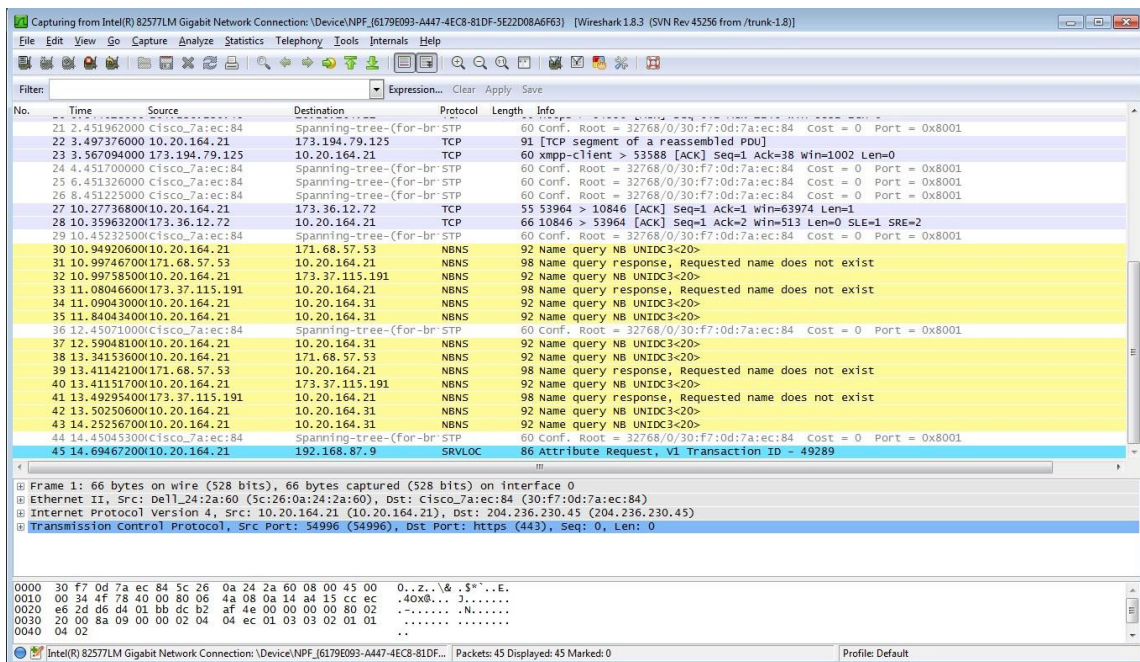 Capturing from Intel(R) 82577LM Gigabit Network Connection: \Device\NPF_{6179E093-A447-4EC8-81DF-5E22D08A6F63} [Wireshark 1.8.3 (SVN Rev 45256 from /trunk-1.8)]
File Edit View Go Capture Analyze Statistics Telephony Tools Internals Help
Filter: Expression... Clear Apply Save
No. Time Source Destination Protocol Length Info
21 2.451962000 Cisco_7a:ec:84 Spanning-tree-(for-br STP 60 Conf. Root = 32768/0/30:f7:0d:7a:ec:84 Cost = 0 Port = 0x8001
22 3.497376000 10.20.164.21 173.194.79.125 TCP 91 [TCP segment of a reassembled PDU]
23 3.567094000 173.194.79.125 10.20.164.21 TCP 60 xmpp-client > 53588 [ACK] Seq=1 Ack=38 Win=1002 Len=0
24 4.451700000 Cisco_7a:ec:84 Spanning-tree-(for-br STP 60 Conf. Root = 32768/0/30:f7:0d:7a:ec:84 Cost = 0 Port = 0x8001
25 6.451326000 Cisco_7a:ec:84 Spanning-tree-(for-br STP 60 Conf. Root = 32768/0/30:f7:0d:7a:ec:84 Cost = 0 Port = 0x8001
26 8.451225000 Cisco_7a:ec:84 Spanning-tree-(for-br STP 60 Conf. Root = 32768/0/30:f7:0d:7a:ec:84 Cost = 0 Port = 0x8001
27 10.27736800(10.20.164.21 173.36.12.72 TCP 55 53964 > 10846 [ACK] Seq=1 Ack=1 Win=63974 Len=1
28 10.35963200(173.36.12.72 10.20.164.21 TCP 66 10846 > 53964 [ACK] Seq=1 Ack=2 Win=513 Len=0 SLE=1 SRE=2
29 10.45232500(Cisco_7a:ec:84 Spanning-tree-(for-br STP 60 Conf. Root = 32768/0/30:f7:0d:7a:ec:84 Cost = 0 Port = 0x8001
30 10.94920600(10.20.164.21 171.68.57.53 NBNS 92 Name query NB UNIDC3<20>
31 10.99746700(171.68.57.53 10.20.164.21 NBNS 98 Name query response, Requested name does not exist
32 10.99758500(10.20.164.21 173.37.115.191 NBNS 92 Name query NB UNIDC3<20>
33 11.08046600(173.37.115.191 10.20.164.21 NBNS 98 Name query response, Requested name does not exist
34 11.09043000(10.20.164.21 10.20.164.31 NBNS 92 Name query NB UNIDC3<20>
35 11.84043400(10.20.164.21 10.20.164.31 NBNS 92 Name query NB UNIDC3<20>
36 12.45071000(Cisco_7a:ec:84 Spanning-tree-(for-br STP 60 Conf. Root = 32768/0/30:f7:0d:7a:ec:84 Cost = 0 Port = 0x8001
37 12.59048100(10.20.164.21 10.20.164.31 NBNS 92 Name query NB UNIDC3<20>
38 13.34153600(10.20.164.21 171.68.57.53 NBNS 92 Name query NB UNIDC3<20>
39 13.41142100(171.68.57.53 10.20.164.21 NBNS 98 Name query response, Requested name does not exist
40 13.41151700(10.20.164.21 173.37.115.191 NBNS 92 Name query NB UNIDC3<20>
41 13.49295400(173.37.115.191 10.20.164.21 NBNS 98 Name query response, Requested name does not exist
42 13.50250600(10.20.164.21 10.20.164.31 NBNS 92 Name query NB UNIDC3<20>
43 14.25256700(10.20.164.21 10.20.164.31 NBNS 92 Name query NB UNIDC3<20>
44 14.45045300(Cisco_7a:ec:84 Spanning-tree-(for-br STP 60 Conf. Root = 32768/0/30:f7:0d:7a:ec:84 Cost = 0 Port = 0x8001
45 14.69467200(10.20.164.21 192.168.87.9 SRVLOC 86 Attribute Request, V1 Transaction ID - 49289
Frame 1: 66 bytes on wire (528 bits), 66 bytes captured (528 bits) on interface 0
Ethernet II, Src: Dell_24:2a:60 (5c:26:0a:24:2a:60), Dst: Cisco_7a:ec:84 (30:f7:0d:7a:ec:84)
Internet Protocol Version 4, Src: 10.20.164.21 (10.20.164.21), Dst: 204.236.230.45 (204.236.230.45)
Transmission Control Protocol, Src Port: 54996 (54996), Dst Port: https (443), Seq: 0, Len: 0
0000 30 f7 0d 7a ec 84 5c 26 0a 24 2a 60 08 00 45 00 0..z..\& .$*`..E.
0010 00 34 4f 78 40 00 80 06 4a 08 0a 14 a4 15 cc ec .4Ox@... J.......
0020 e6 2d d6 d4 01 bb dc b2 af 4e 00 00 00 00 80 02 .-...... .N......
0030 20 00 8a 09 00 00 02 04 04 ec 01 03 03 02 01 01 ....... ........
0040 04 02 ..
Intel(R) 82577LM Gigabit Network Connection: \Device\NPF_{6179E093-A447-4EC8-81DF... Packets: 45 Displayed: 45 Marked: 0 Profile: Default